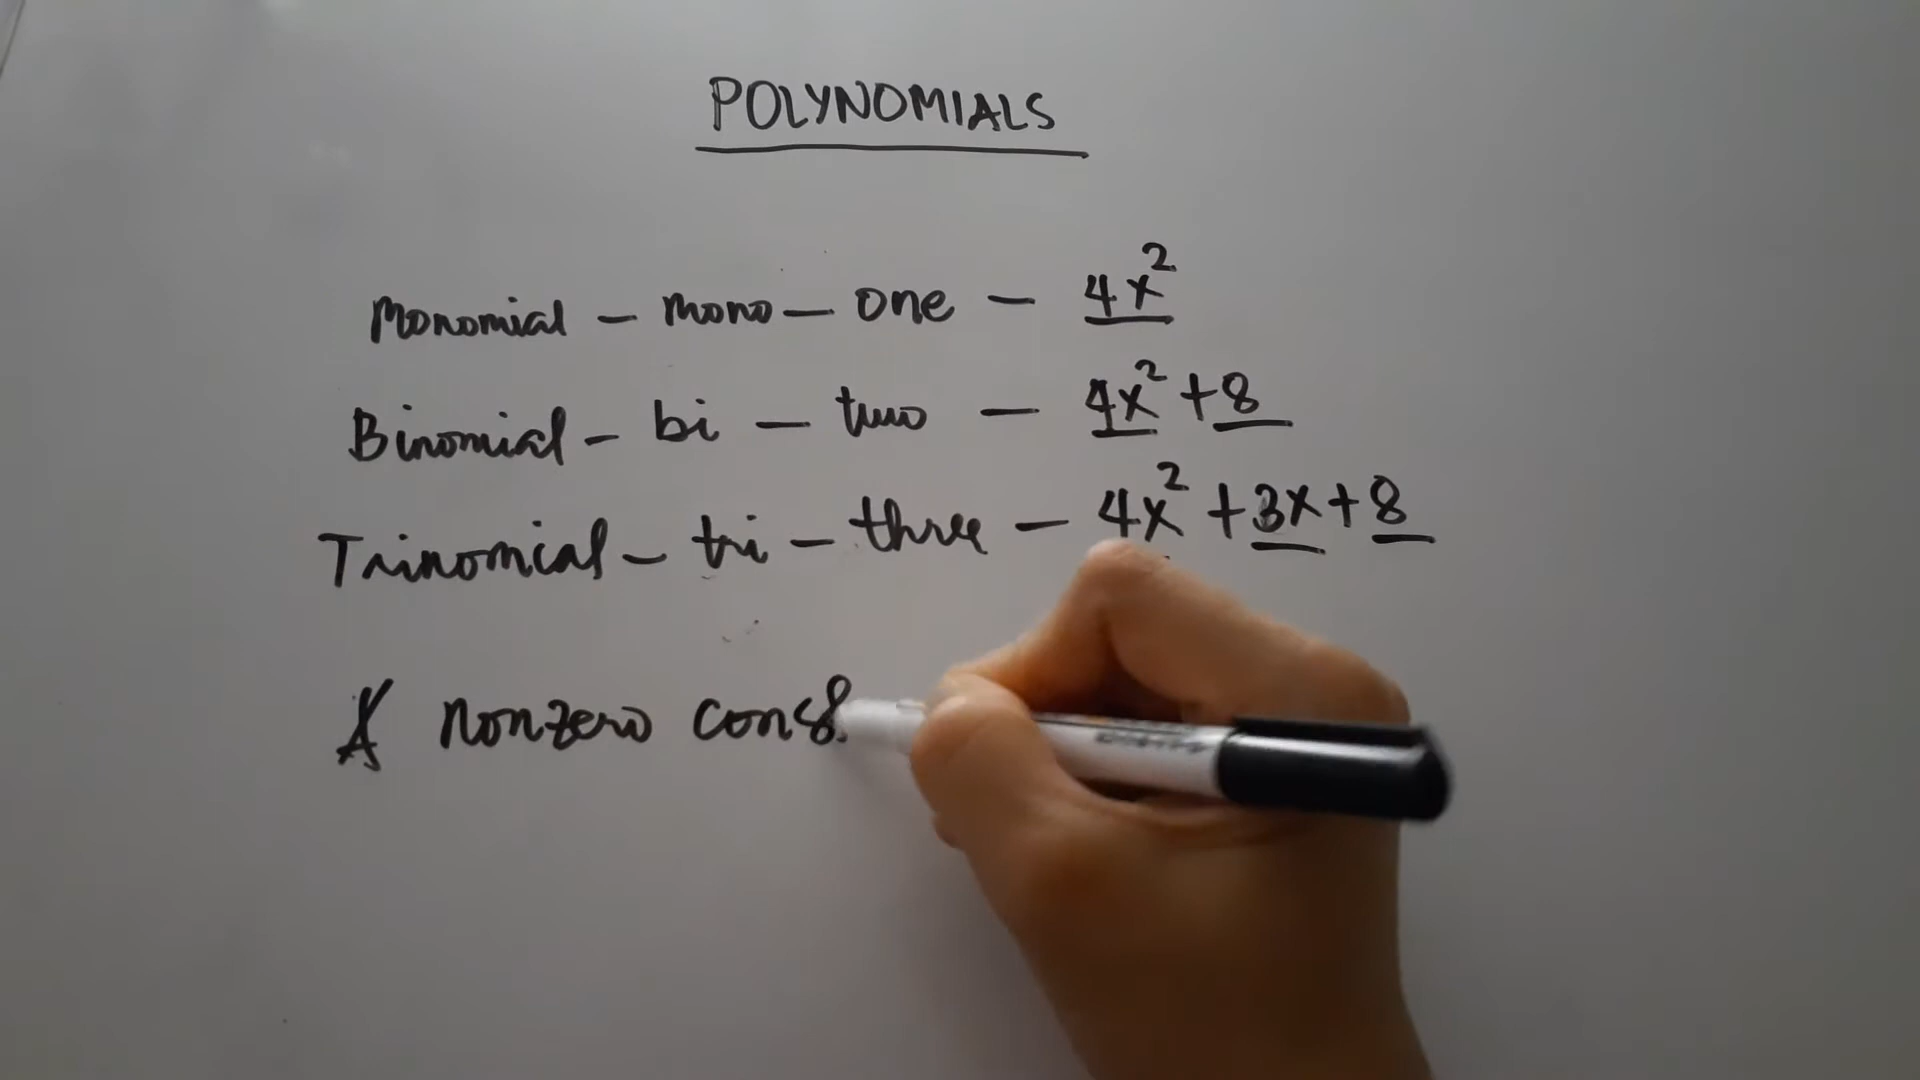 POLYNOMIALS
Monomial – mono – one – 4x²
Binomial – bi – two – 4x² + 8
Trinomial – tri – three – 4x² + 3x + 8
A nonzero cons